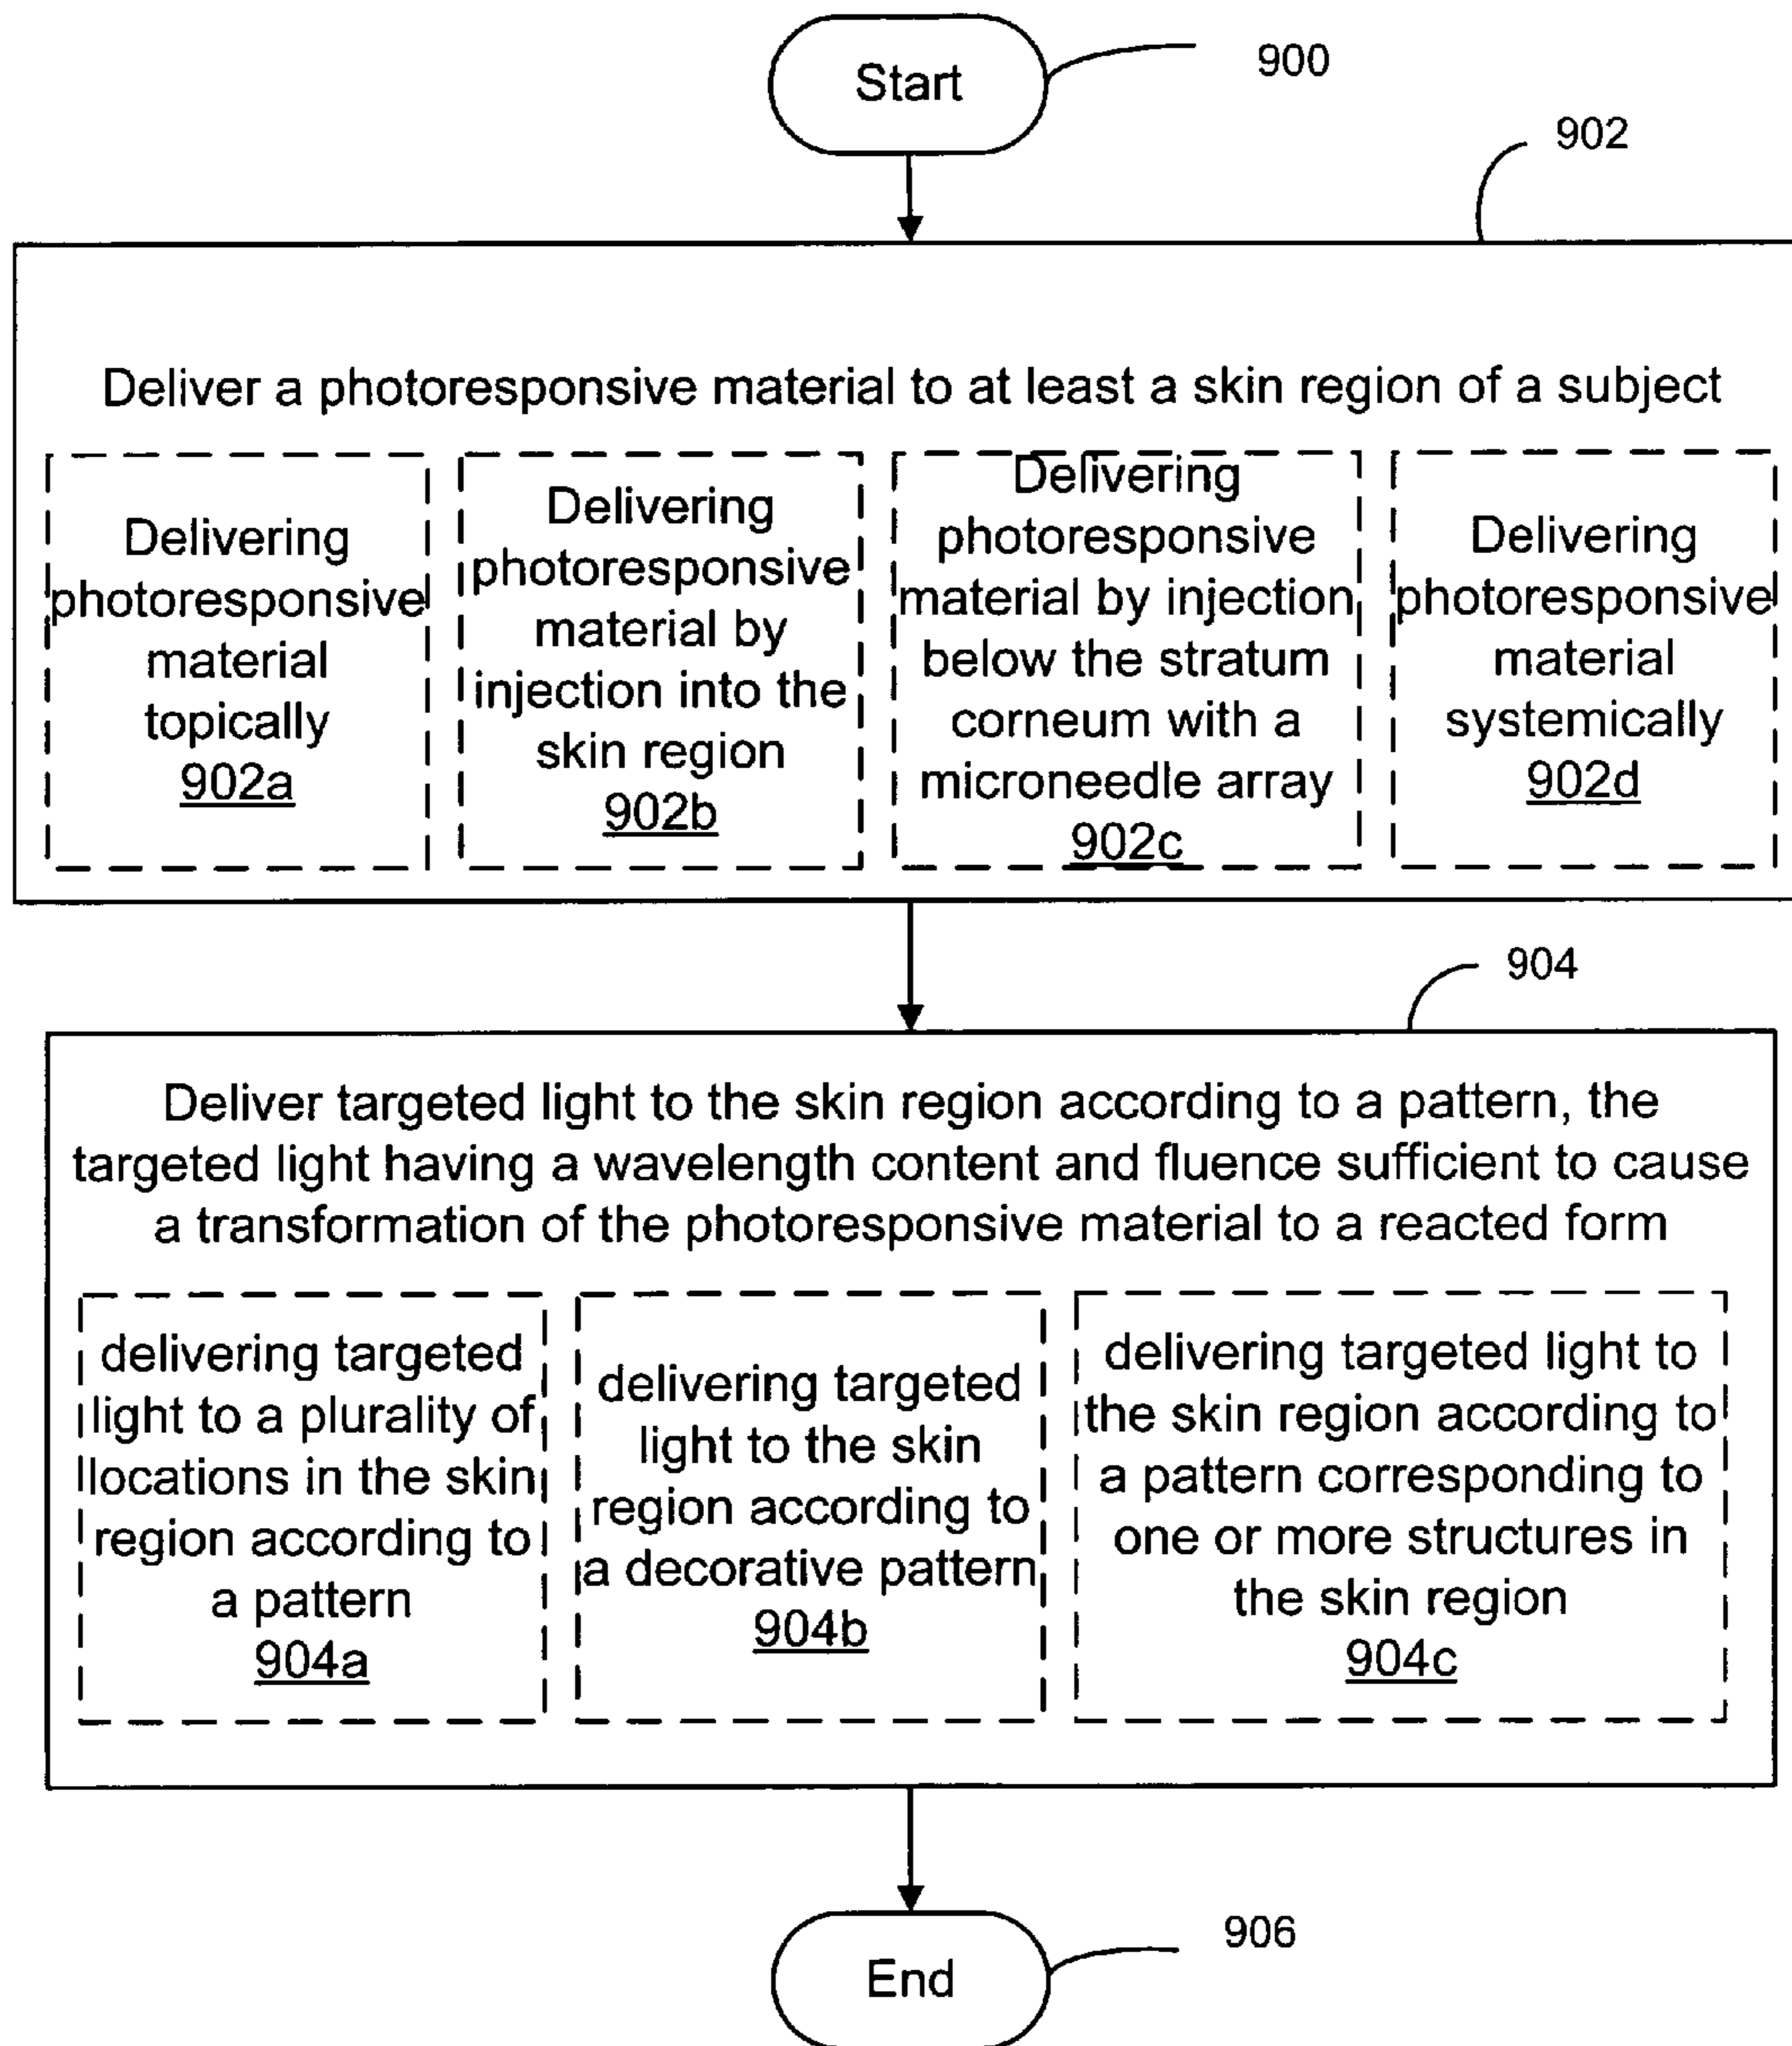 Start
900
902
Deliver a photoresponsive material to at least a skin region of a subject
Delivering
photoresponsive
material
topically
902a
Delivering
photoresponsive
material by
injection into the
skin region
902b
Delivering
photoresponsive
material by injection
below the stratum
corneum with a
microneedle array
902c
Delivering
photoresponsive
material
systemically
902d
904
Deliver targeted light to the skin region according to a pattern, the
targeted light having a wavelength content and fluence sufficient to cause
a transformation of the photoresponsive material to a reacted form
delivering targeted
light to a plurality of
locations in the skin
region according to
a pattern
904a
delivering targeted
light to the skin
region according to
a decorative pattern
904b
delivering targeted light to
the skin region according to
a pattern corresponding to
one or more structures in
the skin region
904c
906
End